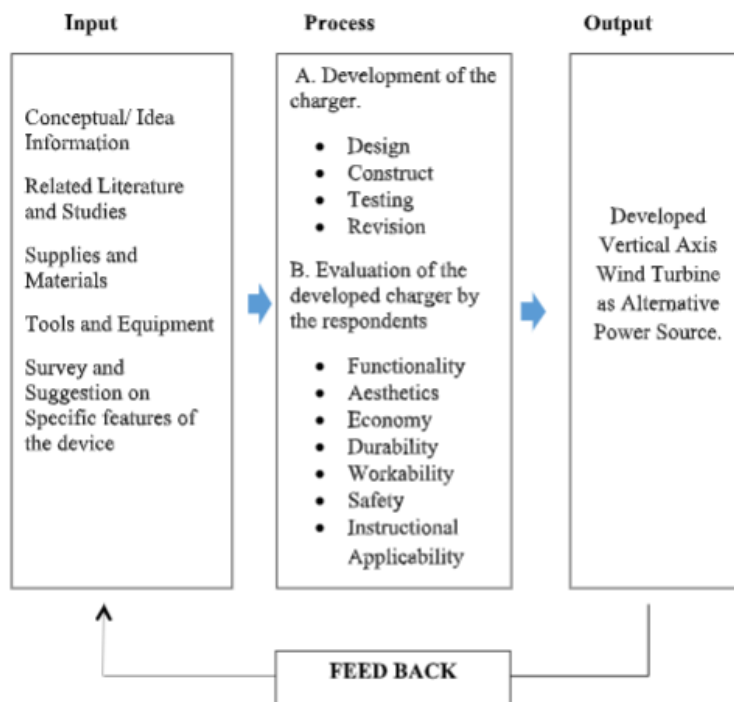 Input
Conceptual/ Idea
Information
Related Literature
and Studies
Supplies and
Materials
Tools and Equipment
Survey and
Suggestion on
Specific features of
the device
Process
A. Development of the
charger.
• Design
• Construct
• Testing
• Revision
B. Evaluation of the
developed charger by
the respondents
• Functionality
• Aesthetics
• Economy
• Durability
• Workability
• Safety
• Instructional
Applicability
Output
Developed
Vertical Axis
Wind Turbine
as Alternative
Power Source.
FEED BACK